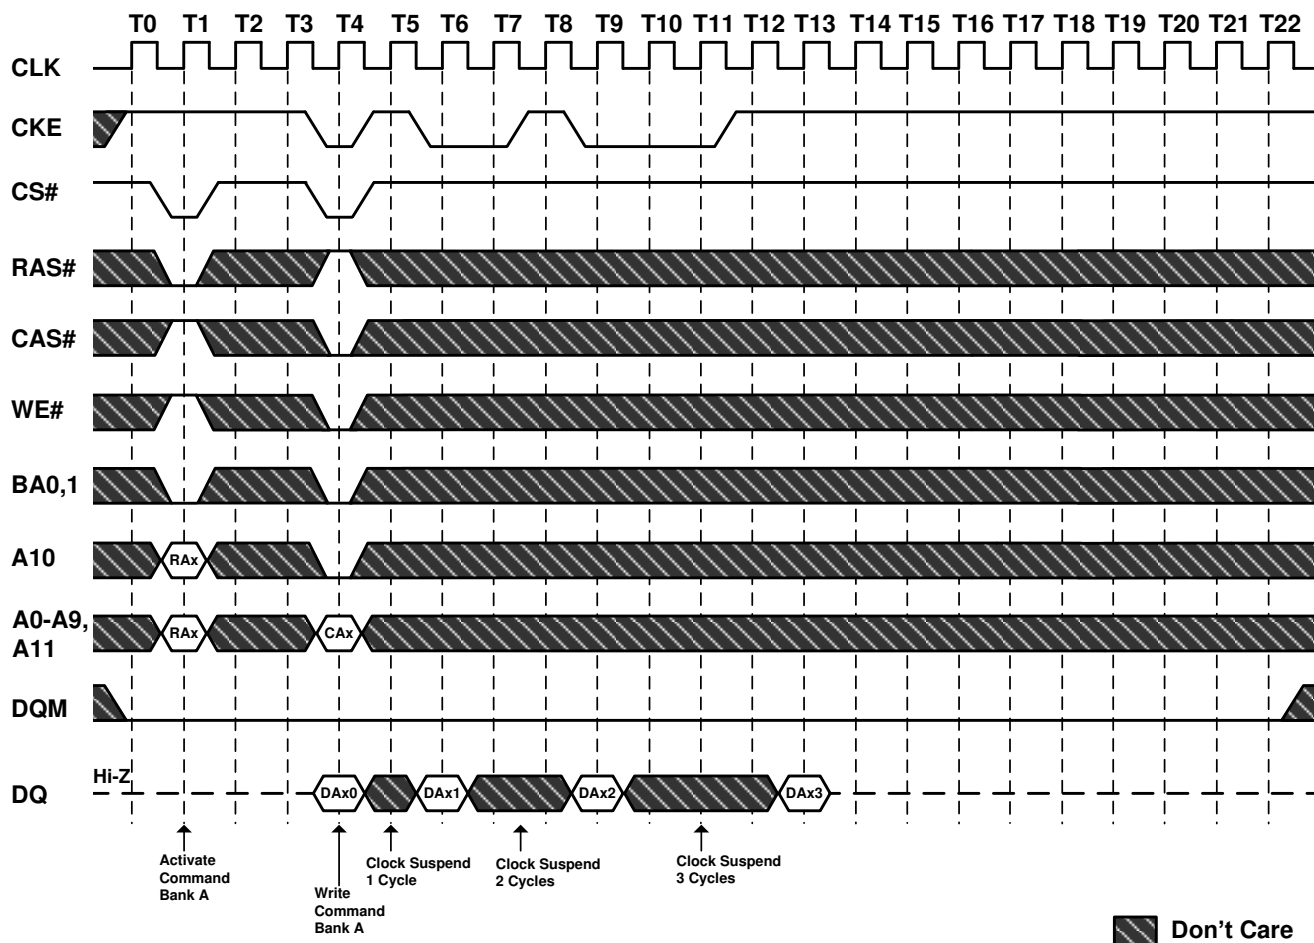 T0 T1 T2 T3 T4 T5 T6 T7 T8 T9 T10 T11 T12 T13 T14 T15 T16 T17 T18 T19 T20 T21 T22
CLK
CKE
CS#
RAS#
CAS#
WE#
BA0,1
A10 RAx
A0-A9,
A11 RAx CAx
DQM
Hi-Z
DQ DAx0 DAx1 DAx2 DAx3
Activate
Command
Bank A
Write
Command
Bank A
Clock Suspend
1 Cycle
Clock Suspend
2 Cycles
Clock Suspend
3 Cycles
Don't Care